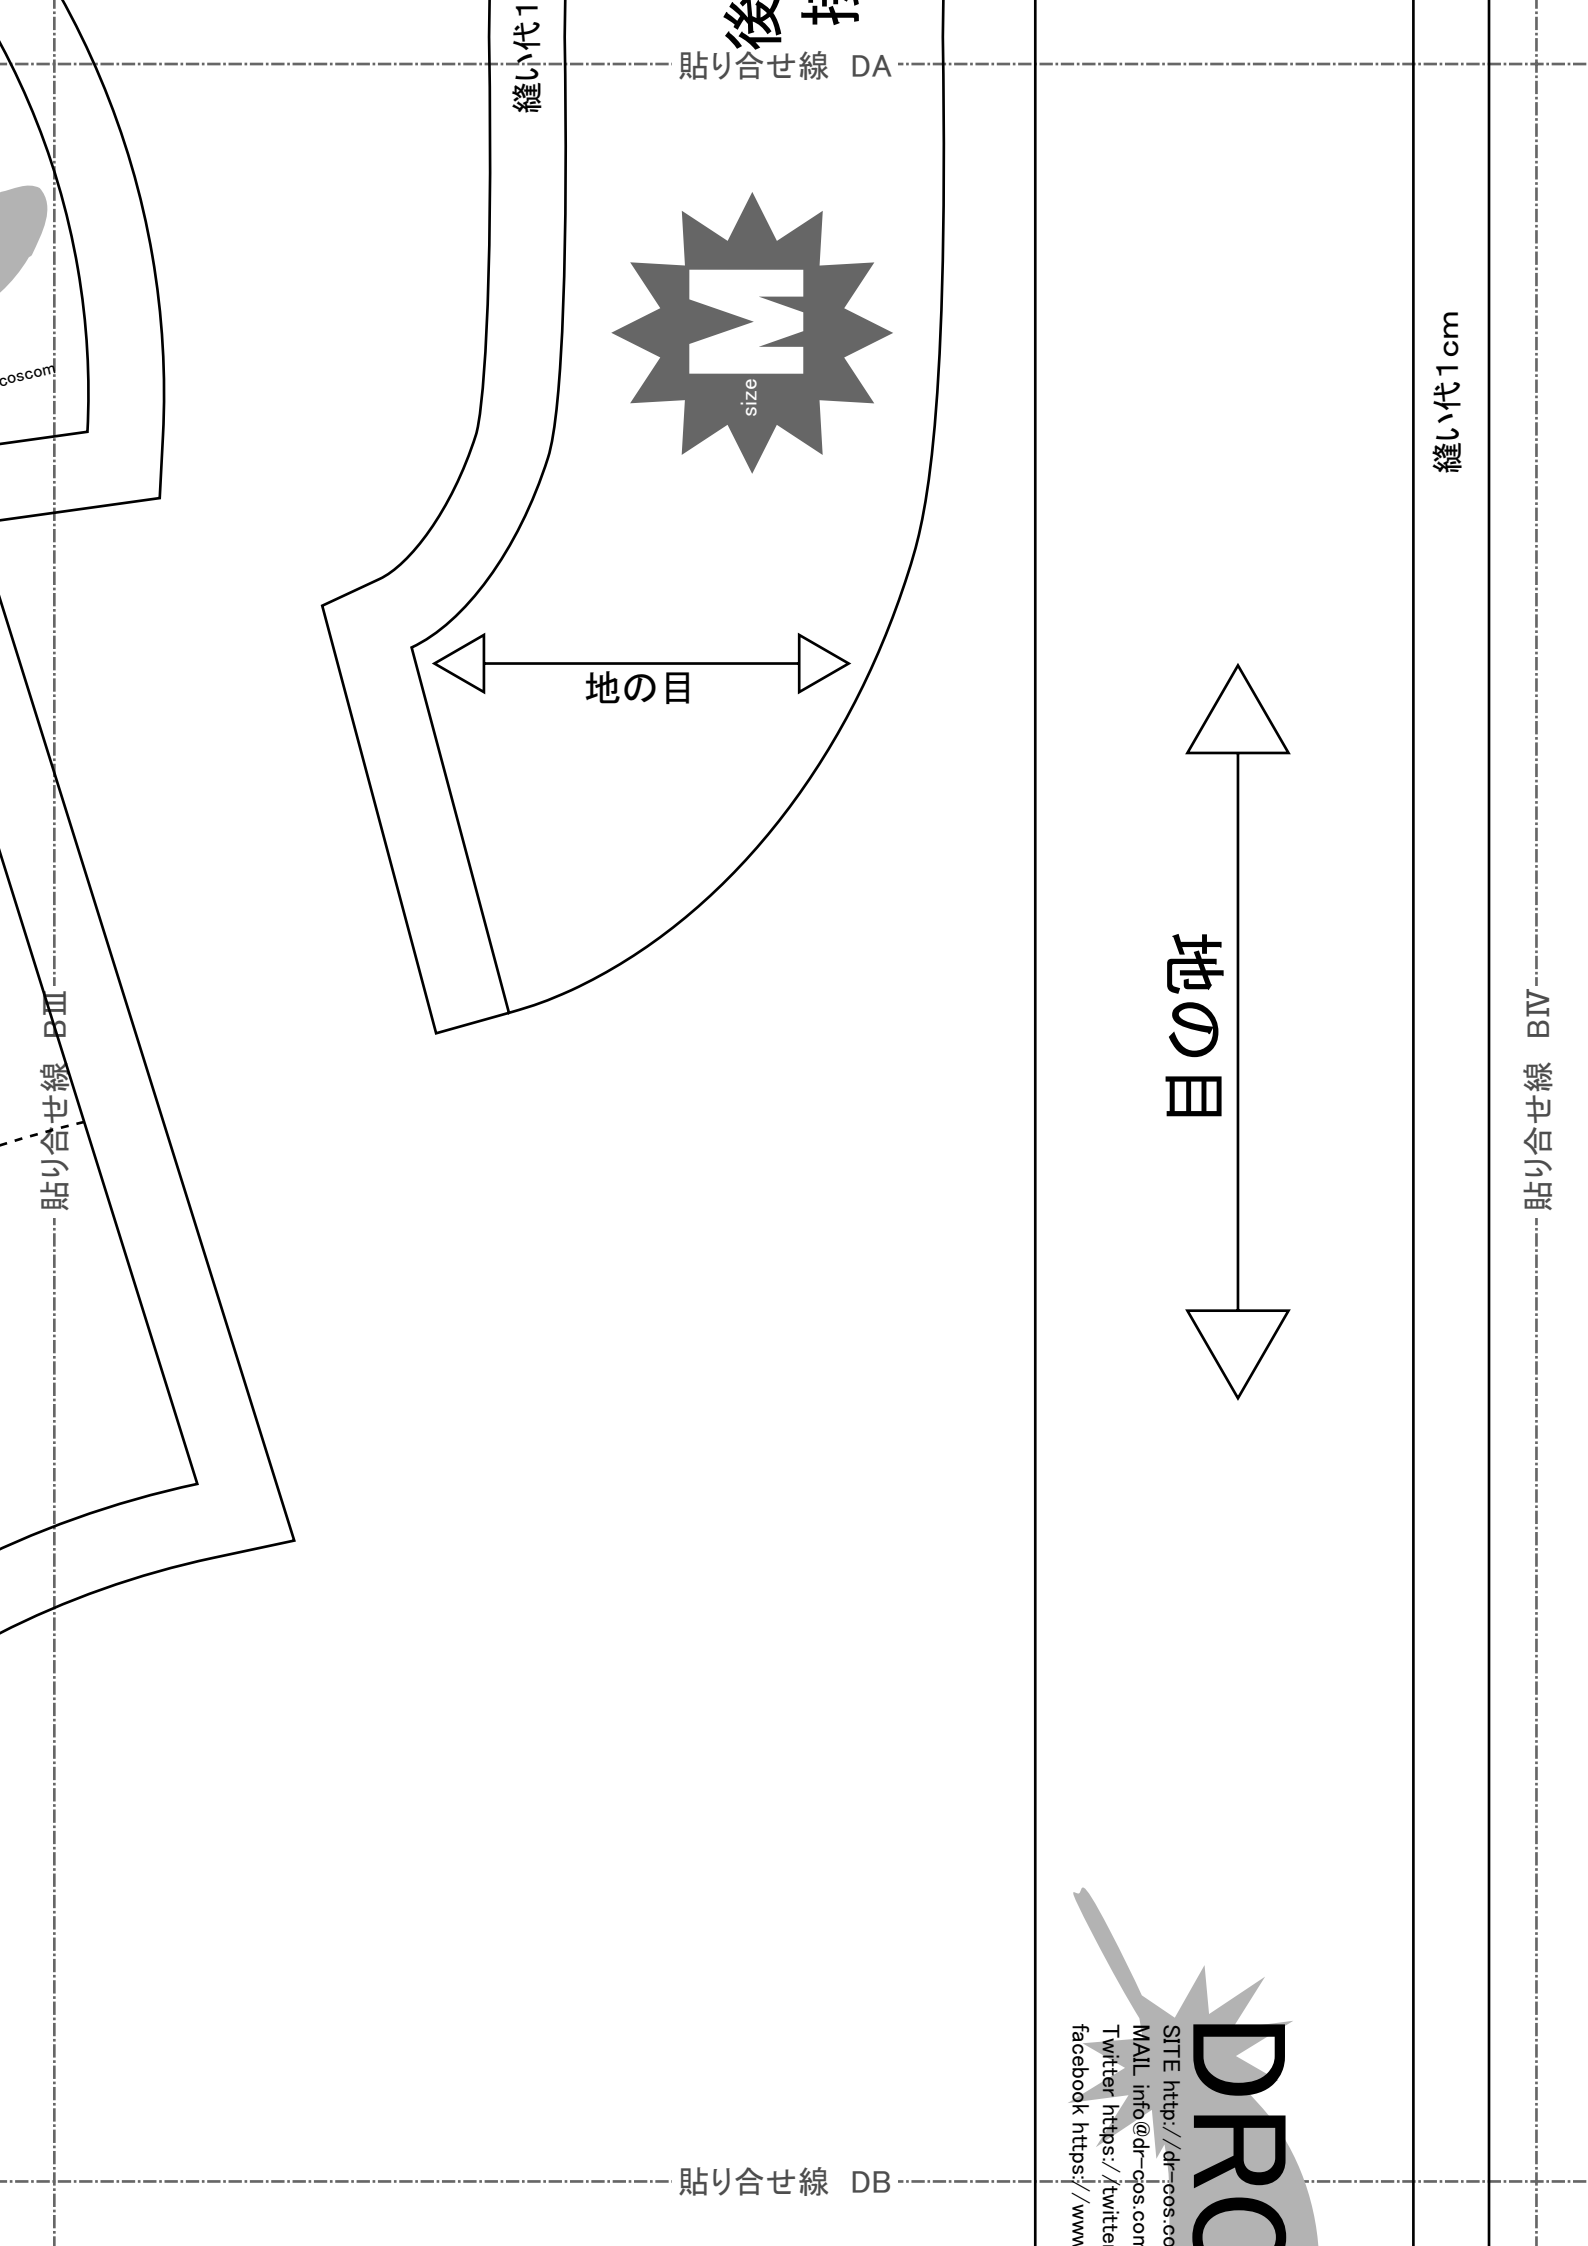 縫い代1
後
貼り合せ線 DA
M
size
coscom
縫い代1cm
地の目
地の目
貼り合せ線 BⅢ
貼り合せ線 BⅣ
DRC
SITE http://dr-cos.co
MAIL info@dr-cos.com
Twitter https://twitter
facebook https://www
貼り合せ線 DB